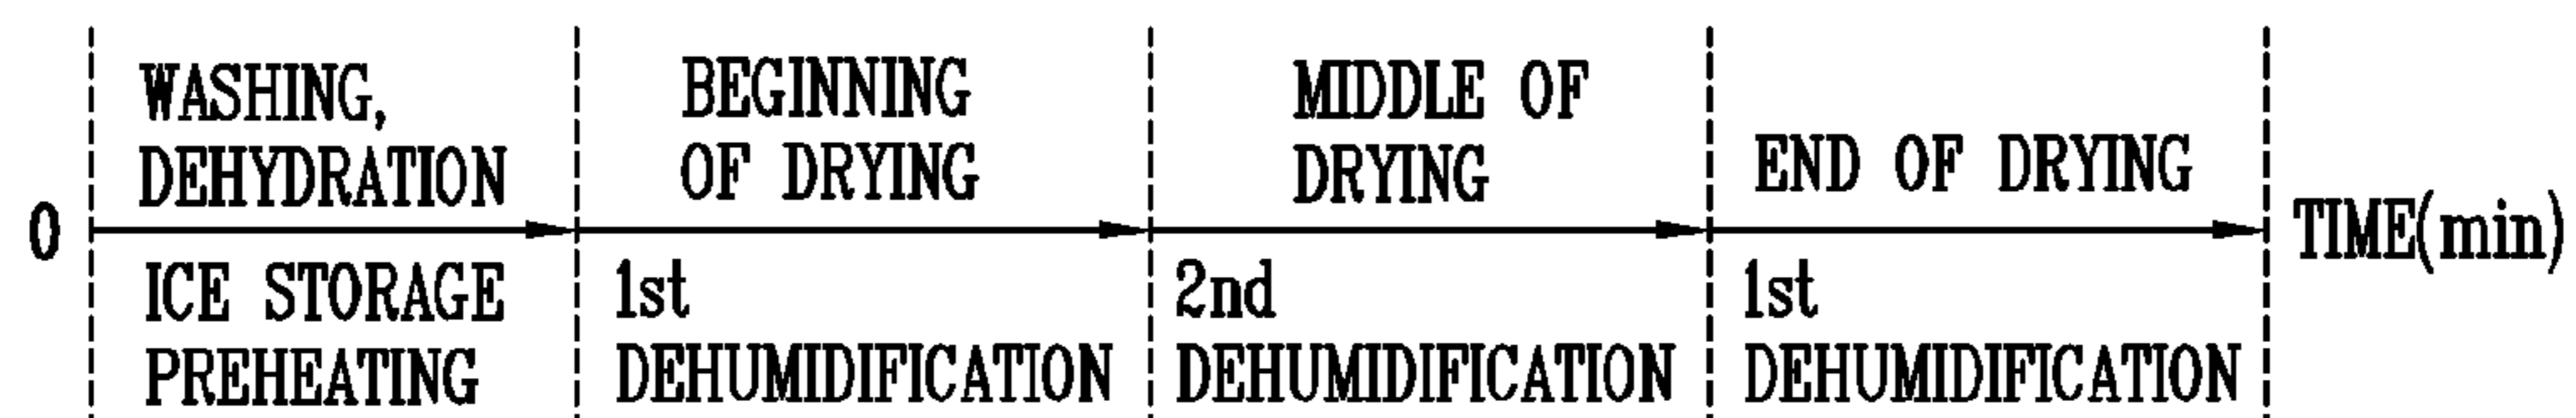 WASHING,
DEHYDRATION
BEGINNING
OF DRYING
MIDDLE OF
DRYING
END OF DRYING
0
TIME(min)
ICE STORAGE
PREHEATING
1st
DEHUMIDIFICATION
2nd
DEHUMIDIFICATION
1st
DEHUMIDIFICATION